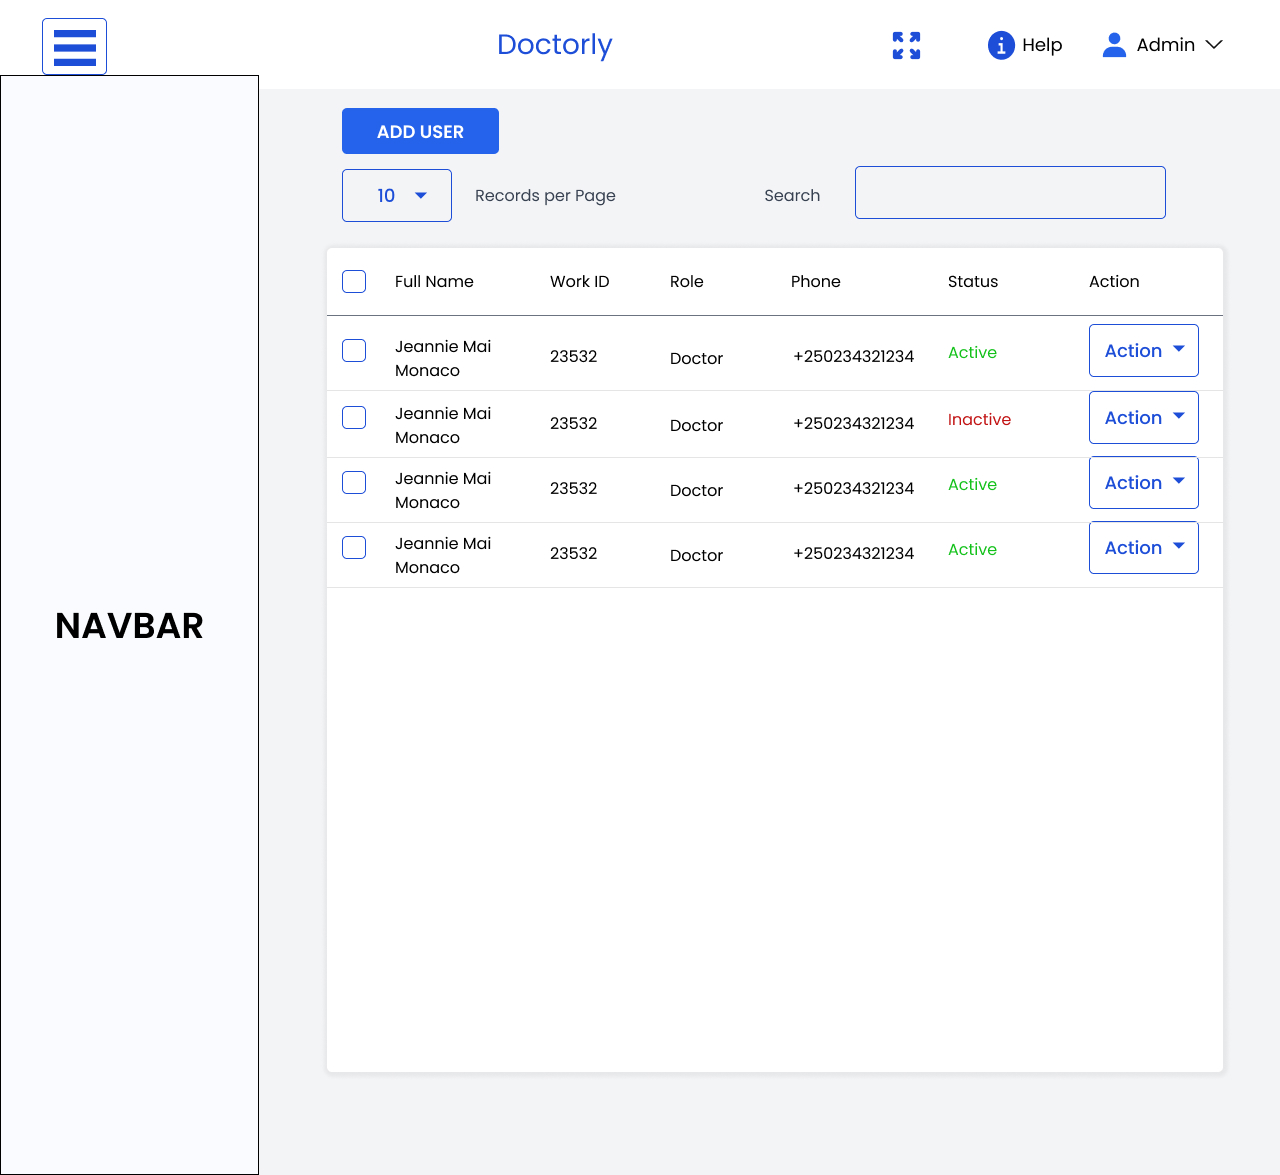 Doctorly
Help
Admin
NAVBAR
ADD USER
10
Records per Page
Search
Full Name Work ID Role Phone Status Action
Jeannie Mai
Monaco
23532 Doctor +250234321234 Active Action
Jeannie Mai
Monaco
23532 Doctor +250234321234 Inactive Action
Jeannie Mai
Monaco
23532 Doctor +250234321234 Active Action
Jeannie Mai
Monaco
23532 Doctor +250234321234 Active Action